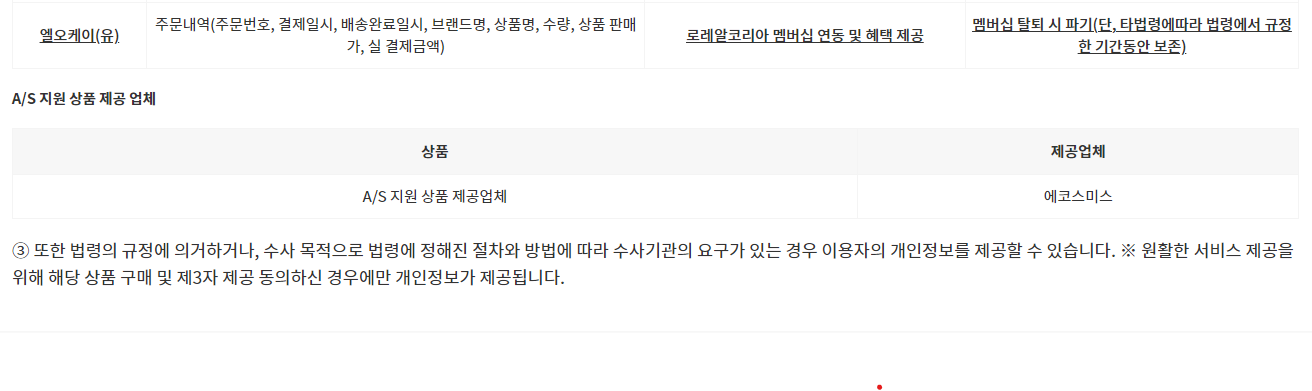 엘오케이(유)
주문내역(주문번호, 결제일시, 배송완료일시, 브랜드명, 상품명, 수량, 상품 판매
가, 실 결제금액)
로레알코리아 멤버십 연동 및 혜택 제공
멤버십 탈퇴 시 파기(단, 타법령에따라 법령에서 규정
한 기간동안 보존)
A/S 지원 상품 제공 업체
상품
제공업체
A/S 지원 상품 제공업체
에코스미스
③ 또한 법령의 규정에 의거하거나, 수사 목적으로 법령에 정해진 절차와 방법에 따라 수사기관의 요구가 있는 경우 이용자의 개인정보를 제공할 수 있습니다. ※ 원활한 서비스 제공을
위해 해당 상품 구매 및 제3자 제공 동의하신 경우에만 개인정보가 제공됩니다.